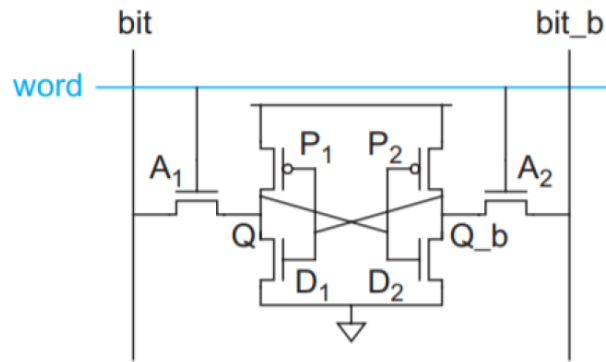 bit bit_b
word
P₁ P₂
A₁ A₂
Q Q_b
D₁ D₂